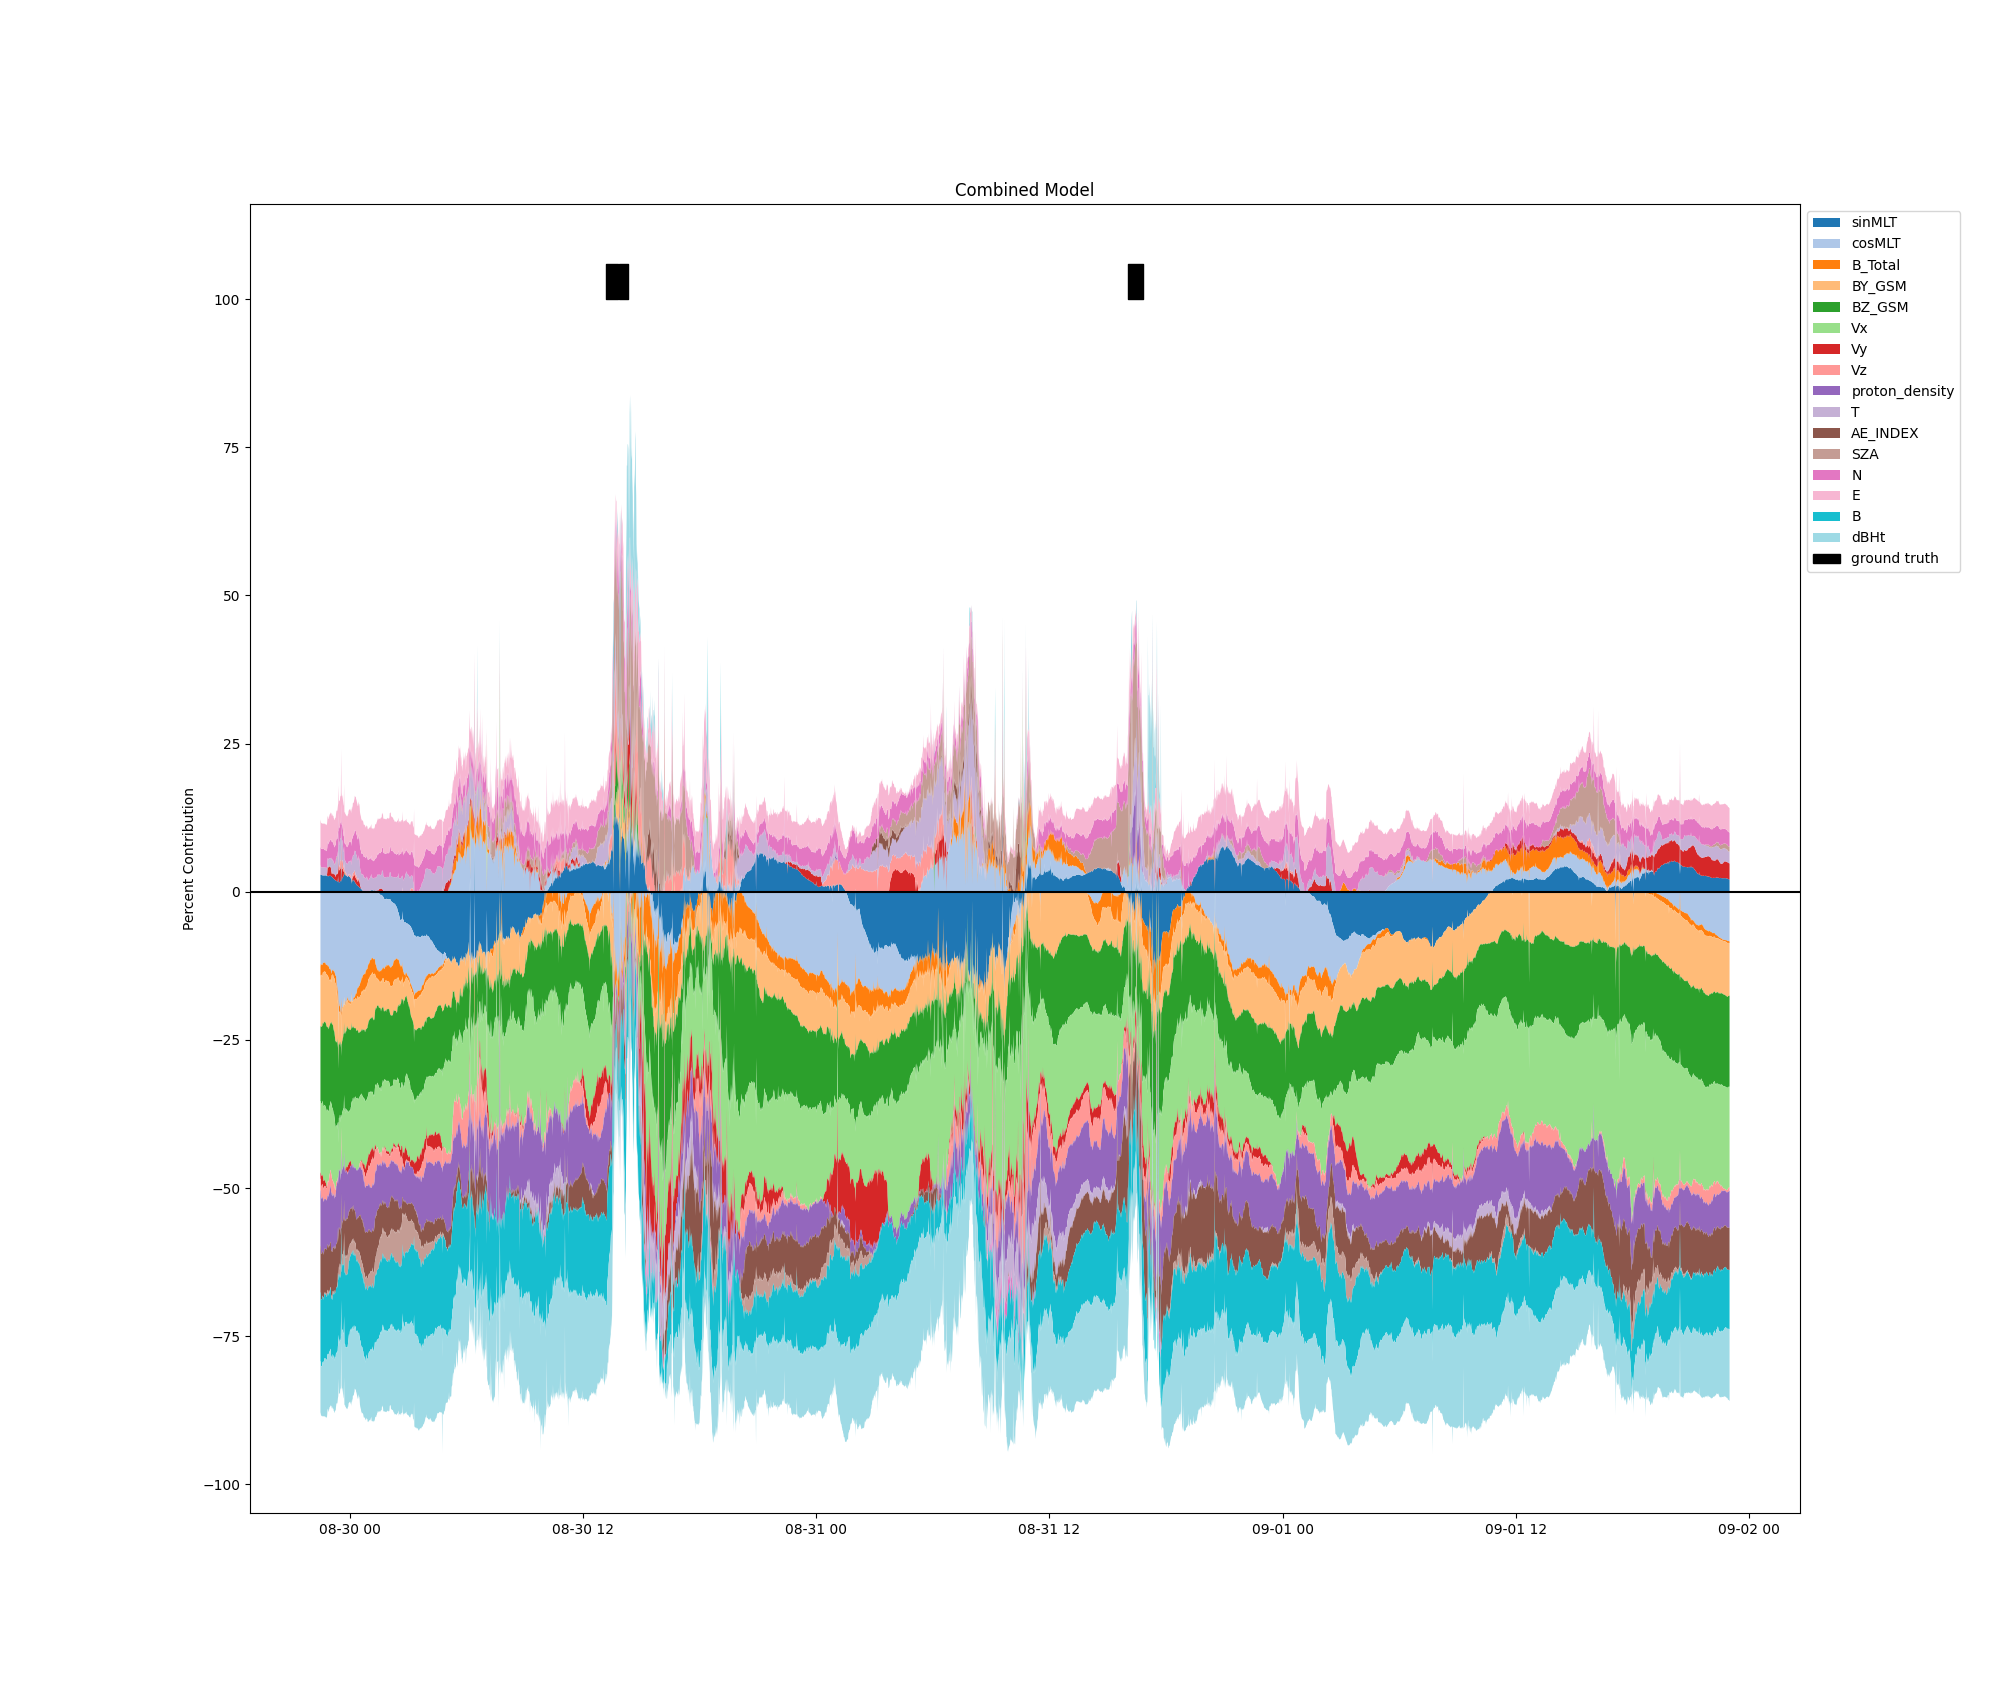 Combined Model
sinMLT
cosMLT
B_Total
BY_GSM
BZ_GSM
Vx
Vy
Vz
proton_density
T
AE_INDEX
SZA
N
E
B
dBHt
ground truth
Percent Contribution
100
75
50
25
0
−25
−50
−75
−100
08-30 00
08-30 12
08-31 00
08-31 12
09-01 00
09-01 12
09-02 00